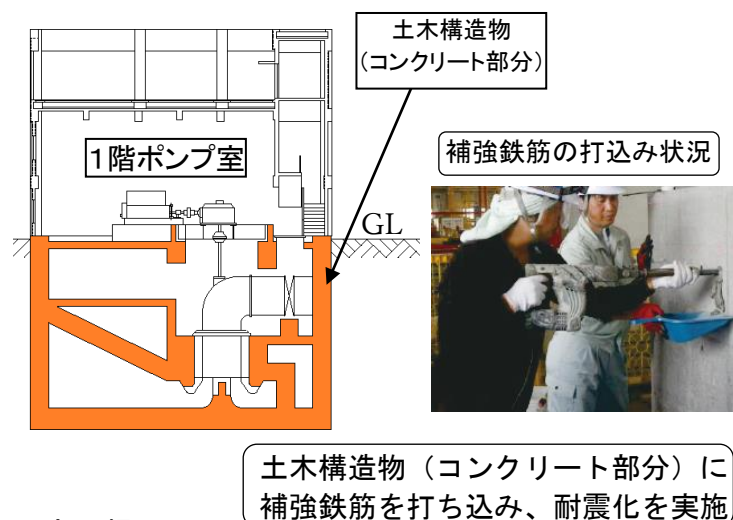 土木構造物
(コンクリート部分)
1階ポンプ室
補強鉄筋の打込み状況
GL
土木構造物（コンクリート部分）に
補強鉄筋を打ち込み、耐震化を実施